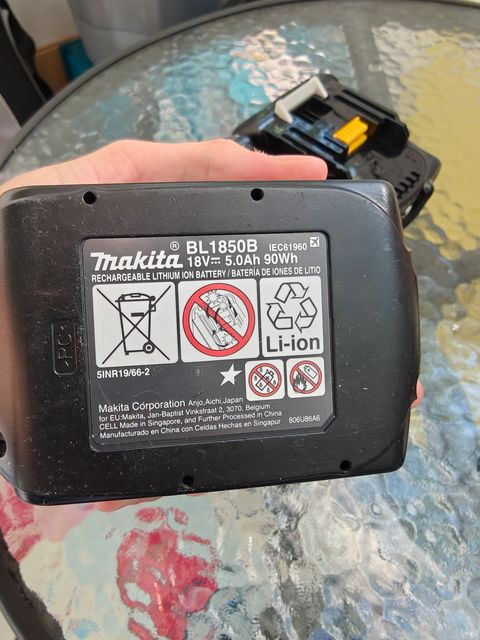 makita® BL1850B IEC61960
18V⎓ 5.0Ah 90Wh
RECHARGEABLE LITHIUM ION BATTERY / BATERÍA DE IONES DE LITIO
Li-ion
5INR19/66-2
Makita Corporation Anjo,Aichi,Japan
for EU:Makita, Jan-Baptist Vinkstraat 2, 3070, Belgium
CELL Made in Singapore, and Further Processed in China
Manufacturado en China con Celdas Hechas en Singapur
806U86A6
>PC<